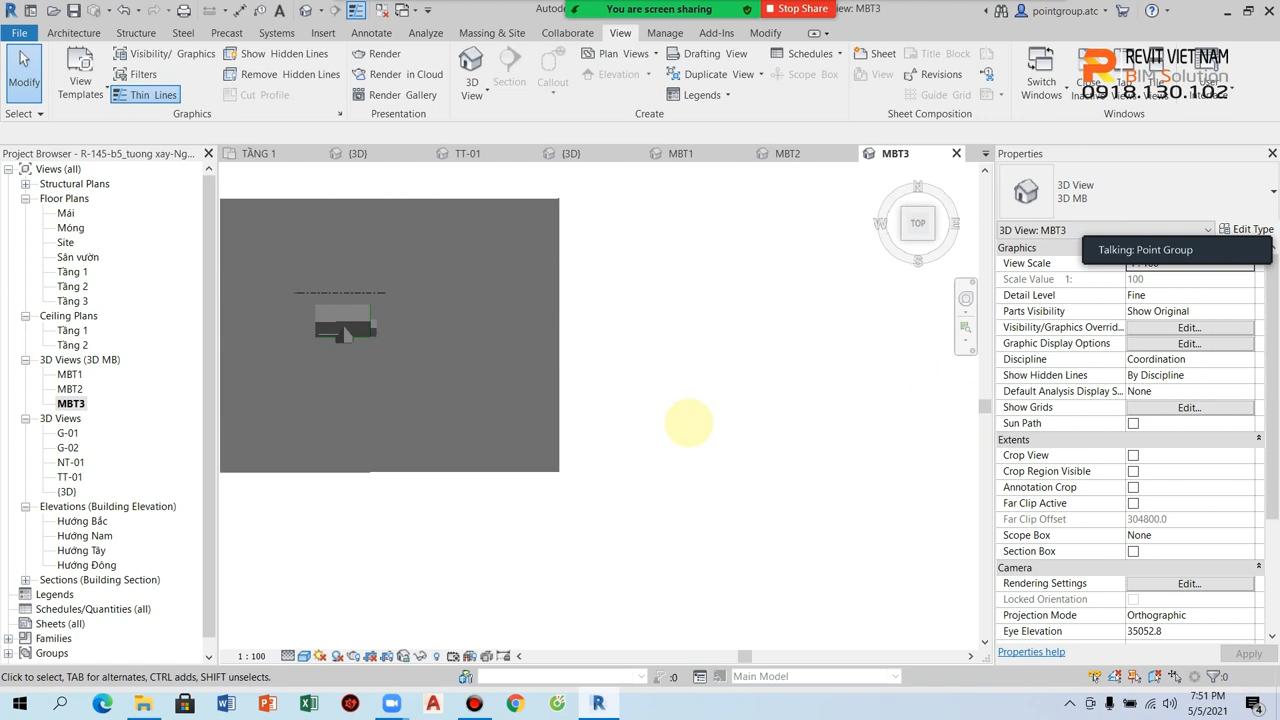 Autod
You are screen sharing
Stop Share
iew: MBT3
pointgroup.atc
File
Architecture
Structure
Steel
Precast
Systems
Insert
Annotate
Analyze
Massing & Site
Collaborate
View
Manage
Add-Ins
Modify
Modify
View Templates
Visibility/ Graphics
Filters
Thin Lines
Show Hidden Lines
Remove Hidden Lines
Cut Profile
Render
Render in Cloud
Render Gallery
3D View
Section
Callout
Plan Views
Elevation
Drafting View
Duplicate View
Legends
Schedules
Scope Box
Sheet
View
Title Block
Revisions
Guide Grid
Switch Windows
REVIT VIETNAM
BIM Solution
0918.130.102
Select
Graphics
Presentation
Create
Sheet Composition
Windows
Project Browser - R-145-b5_tuong xay-Ng...
TẦNG 1
{3D}
TT-01
{3D}
MBT1
MBT2
MBT3
Properties
Views (all)
Structural Plans
Floor Plans
Mái
Móng
Site
Sân vườn
Tầng 1
Tầng 2
Tầng 3
Ceiling Plans
Tầng 1
Tầng 2
3D Views (3D MB)
MBT1
MBT2
MBT3
3D Views
G-01
G-02
NT-01
TT-01
{3D}
Elevations (Building Elevation)
Hướng Bắc
Hướng Nam
Hướng Tây
Hướng Đông
Sections (Building Section)
Legends
Schedules/Quantities (all)
Sheets (all)
Families
Groups
N
W
TOP
E
S
3D View
3D MB
3D View: MBT3
Edit Type
Talking: Point Group
Graphics
View Scale
Scale Value 1: 100
Detail Level Fine
Parts Visibility Show Original
Visibility/Graphics Overrid... Edit...
Graphic Display Options Edit...
Discipline Coordination
Show Hidden Lines By Discipline
Default Analysis Display S... None
Show Grids Edit...
Sun Path
Extents
Crop View
Crop Region Visible
Annotation Crop
Far Clip Active
Far Clip Offset 304800.0
Scope Box None
Section Box
Camera
Rendering Settings Edit...
Locked Orientation
Projection Mode Orthographic
Eye Elevation 35052.8
Properties help
Apply
1 : 100
Click to select, TAB for alternates, CTRL adds, SHIFT unselects.
:0
Main Model
:0
7:51 PM
5/5/2021
4